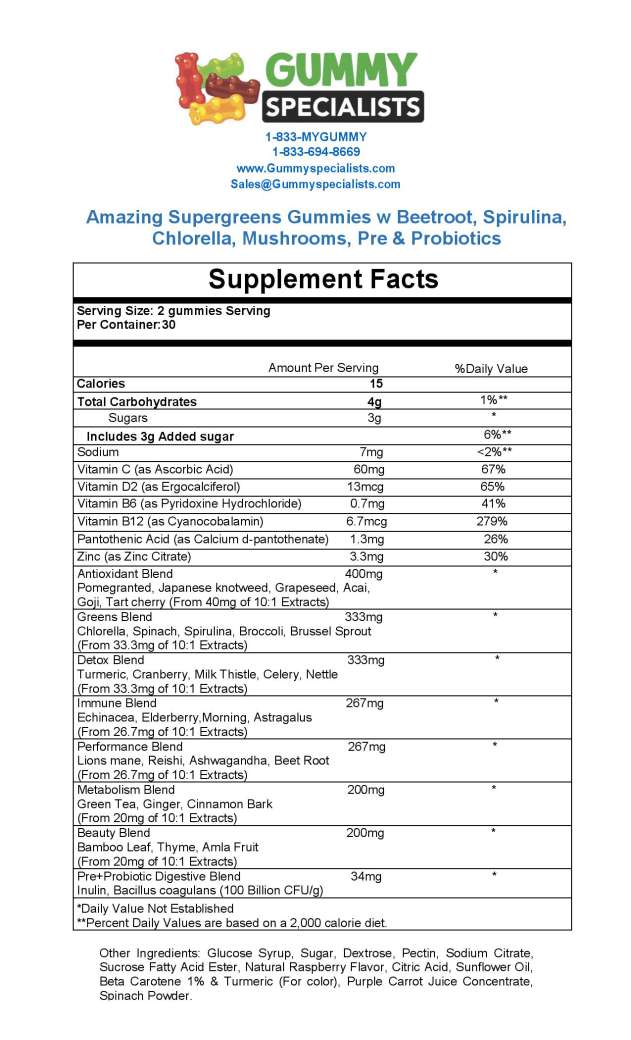 GUMMY
SPECIALISTS
1-833-MYGUMMY
1-833-694-8669
www.Gummyspecialists.com
Sales@Gummyspecialists.com
Amazing Supergreens Gummies w Beetroot, Spirulina,
Chlorella, Mushrooms, Pre & Probiotics
Supplement Facts
Serving Size: 2 gummies Serving
Per Container:30
Amount Per Serving %Daily Value
Calories 15
Total Carbohydrates 4g 1%**
Sugars 3g *
Includes 3g Added sugar 6%**
Sodium 7mg <2%**
Vitamin C (as Ascorbic Acid) 60mg 67%
Vitamin D2 (as Ergocalciferol) 13mcg 65%
Vitamin B6 (as Pyridoxine Hydrochloride) 0.7mg 41%
Vitamin B12 (as Cyanocobalamin) 6.7mcg 279%
Pantothenic Acid (as Calcium d-pantothenate) 1.3mg 26%
Zinc (as Zinc Citrate) 3.3mg 30%
Antioxidant Blend 400mg *
Pomegranted, Japanese knotweed, Grapeseed, Acai,
Goji, Tart cherry (From 40mg of 10:1 Extracts)
Greens Blend 333mg *
Chlorella, Spinach, Spirulina, Broccoli, Brussel Sprout
(From 33.3mg of 10:1 Extracts)
Detox Blend 333mg *
Turmeric, Cranberry, Milk Thistle, Celery, Nettle
(From 33.3mg of 10:1 Extracts)
Immune Blend 267mg *
Echinacea, Elderberry,Morning, Astragalus
(From 26.7mg of 10:1 Extracts)
Performance Blend 267mg *
Lions mane, Reishi, Ashwagandha, Beet Root
(From 26.7mg of 10:1 Extracts)
Metabolism Blend 200mg *
Green Tea, Ginger, Cinnamon Bark
(From 20mg of 10:1 Extracts)
Beauty Blend 200mg *
Bamboo Leaf, Thyme, Amla Fruit
(From 20mg of 10:1 Extracts)
Pre+Probiotic Digestive Blend 34mg *
Inulin, Bacillus coagulans (100 Billion CFU/g)
*Daily Value Not Established
**Percent Daily Values are based on a 2,000 calorie diet.
Other Ingredients: Glucose Syrup, Sugar, Dextrose, Pectin, Sodium Citrate,
Sucrose Fatty Acid Ester, Natural Raspberry Flavor, Citric Acid, Sunflower Oil,
Beta Carotene 1% & Turmeric (For color), Purple Carrot Juice Concentrate,
Spinach Powder.